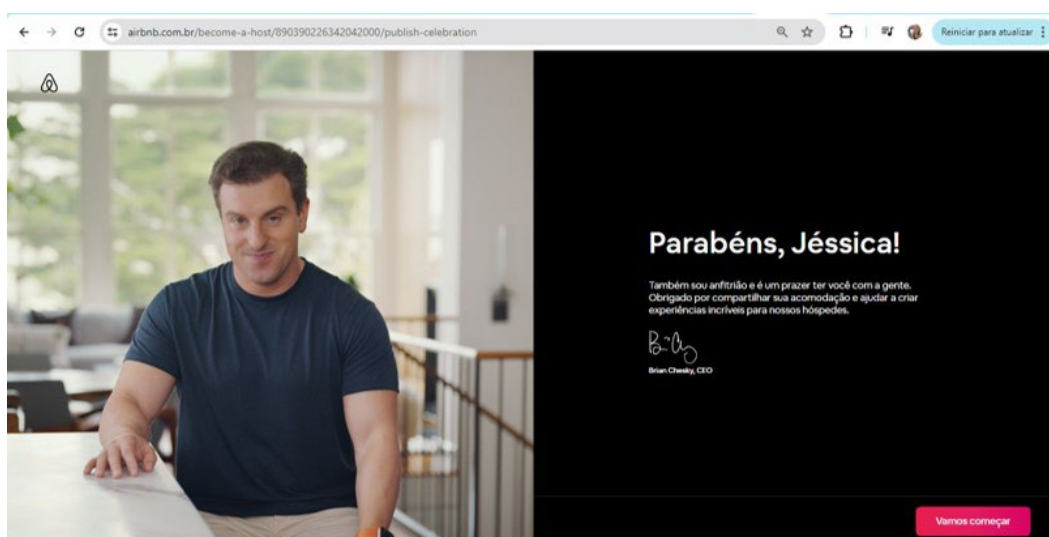 airbnb.com.br/become-a-host/890390226342042000/publish-celebration
Reiniciar para atualizar
Parabéns, Jéssica!
Também sou anfitrião e é um prazer ter você com a gente.
Obrigado por compartilhar sua acomodação e ajudar a criar
experiências incríveis para nossos hóspedes.
Brian Chesky, CEO
Vamos começar